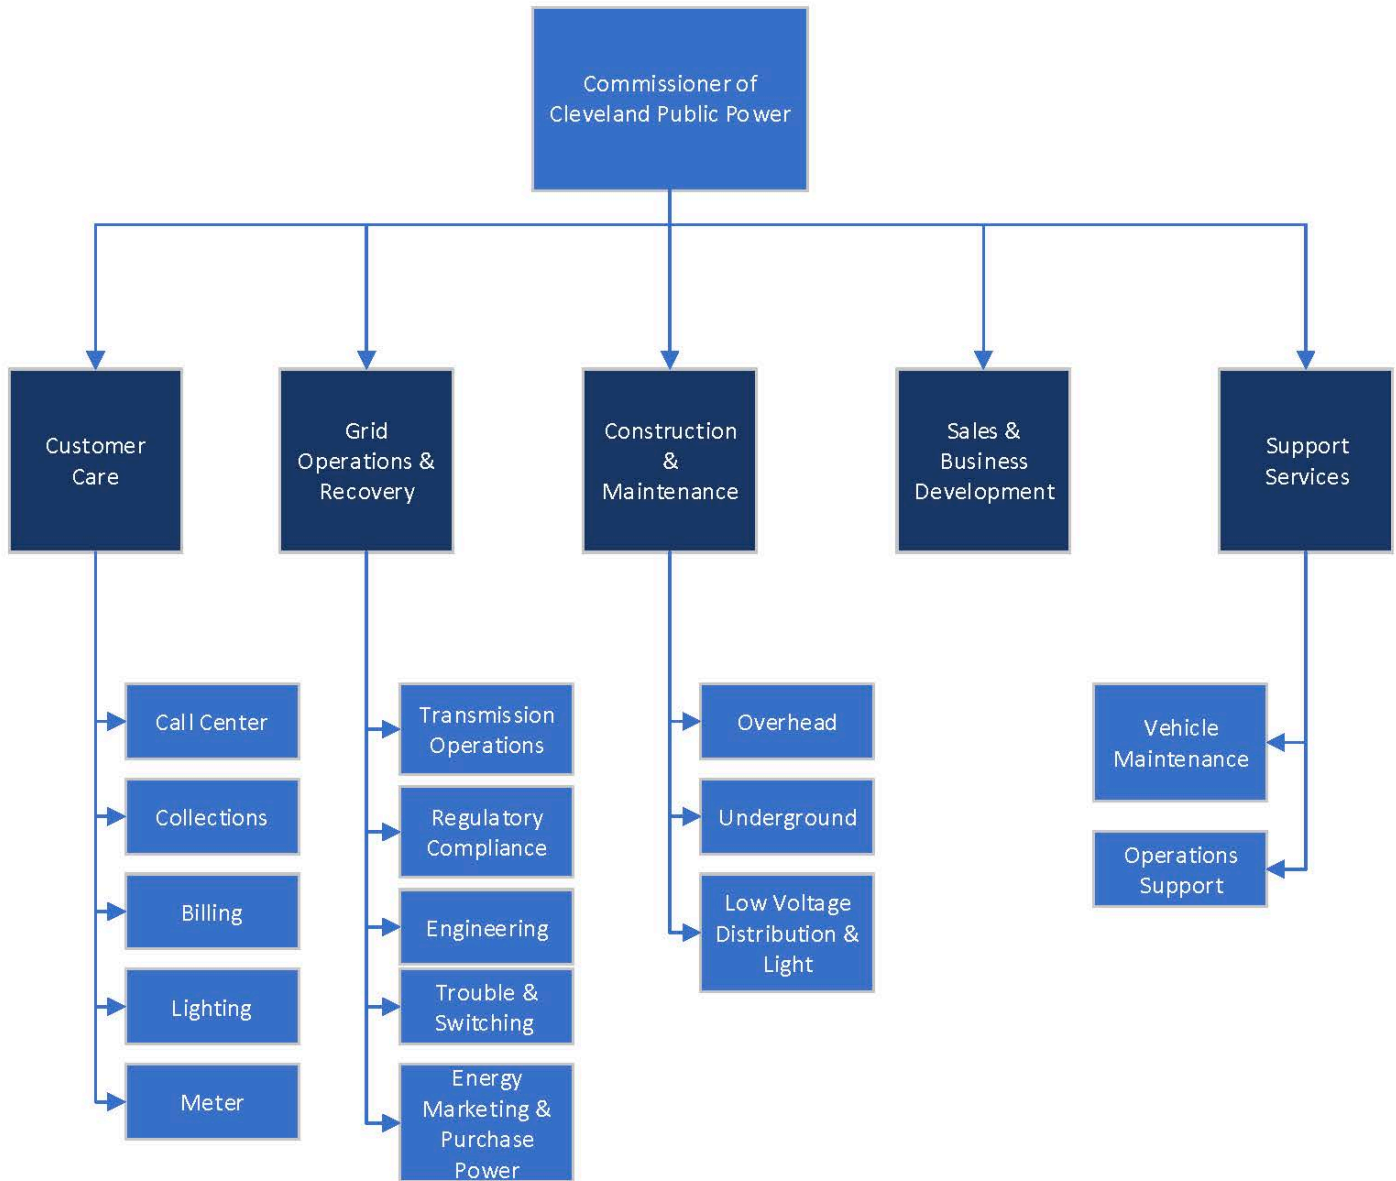 Commissioner of
Cleveland Public Power
Customer
Care
Grid
Operations &
Recovery
Construction
&
Maintenance
Sales &
Business
Development
Support
Services
Call Center
Collections
Billing
Lighting
Meter
Transmission
Operations
Regulatory
Compliance
Engineering
Trouble &
Switching
Energy
Marketing &
Purchase
Power
Overhead
Underground
Low Voltage
Distribution &
Light
Vehicle
Maintenance
Operations
Support